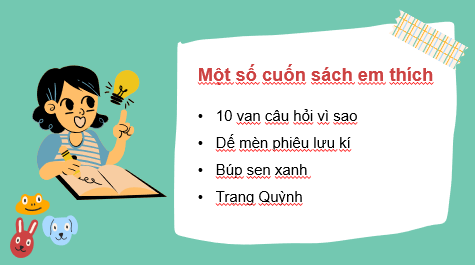 Một số cuốn sách em thích
• 10 van câu hỏi vì sao
• Dế mèn phiêu lưu kí
• Búp sen xanh
• Trạng Quỳnh